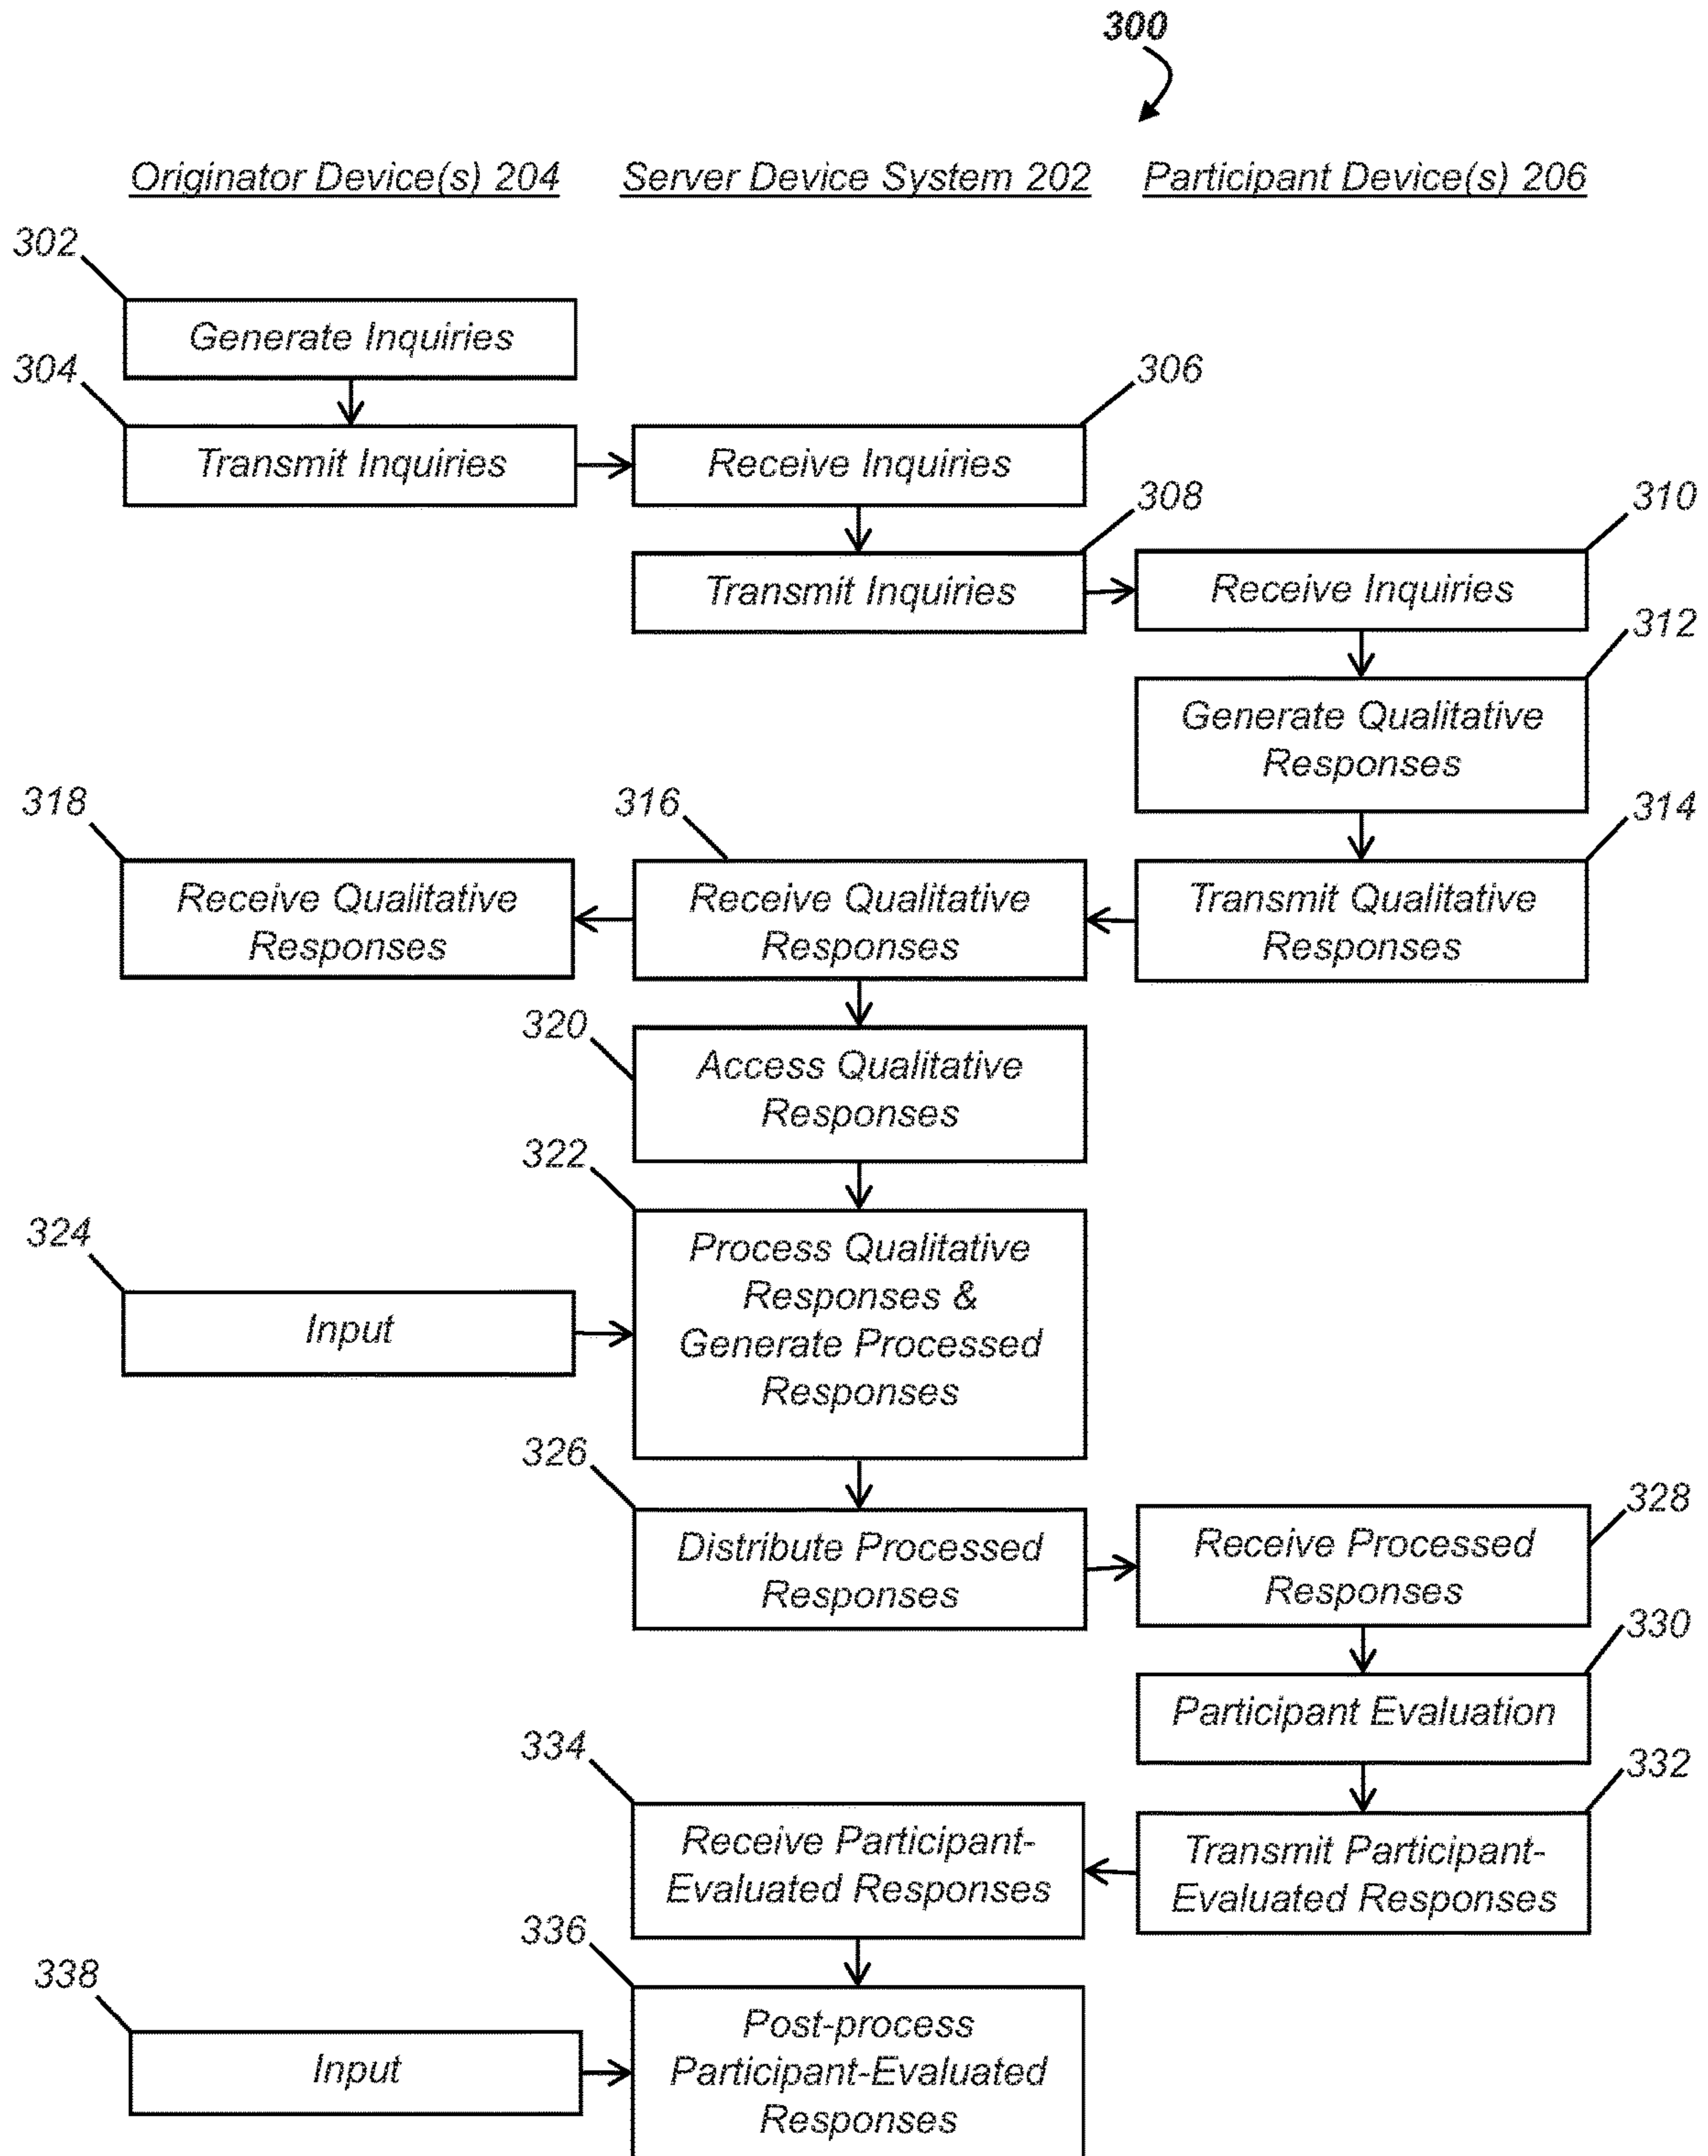 300
Originator Device(s) 204 Server Device System 202 Participant Device(s) 206
302
Generate Inquiries
304
Transmit Inquiries
306
Receive Inquiries
308
Transmit Inquiries
310
Receive Inquiries
312
Generate Qualitative
Responses
314
Transmit Qualitative
Responses
316
Receive Qualitative
Responses
318
Receive Qualitative
Responses
320
Access Qualitative
Responses
322
Process Qualitative
Responses &
Generate Processed
Responses
324
Input
326
Distribute Processed
Responses
328
Receive Processed
Responses
330
Participant Evaluation
332
Transmit Participant-
Evaluated Responses
334
Receive Participant-
Evaluated Responses
336
Post-process
Participant-Evaluated
Responses
338
Input